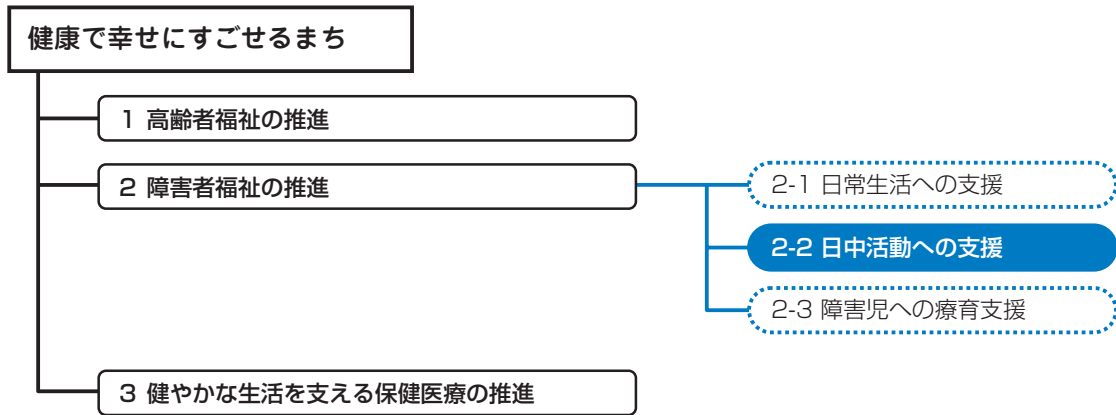 健康で幸せにすごせるまち
1 高齢者福祉の推進
2 障害者福祉の推進
2-1 日常生活への支援
2-2 日中活動への支援
2-3 障害児への療育支援
3 健やかな生活を支える保健医療の推進